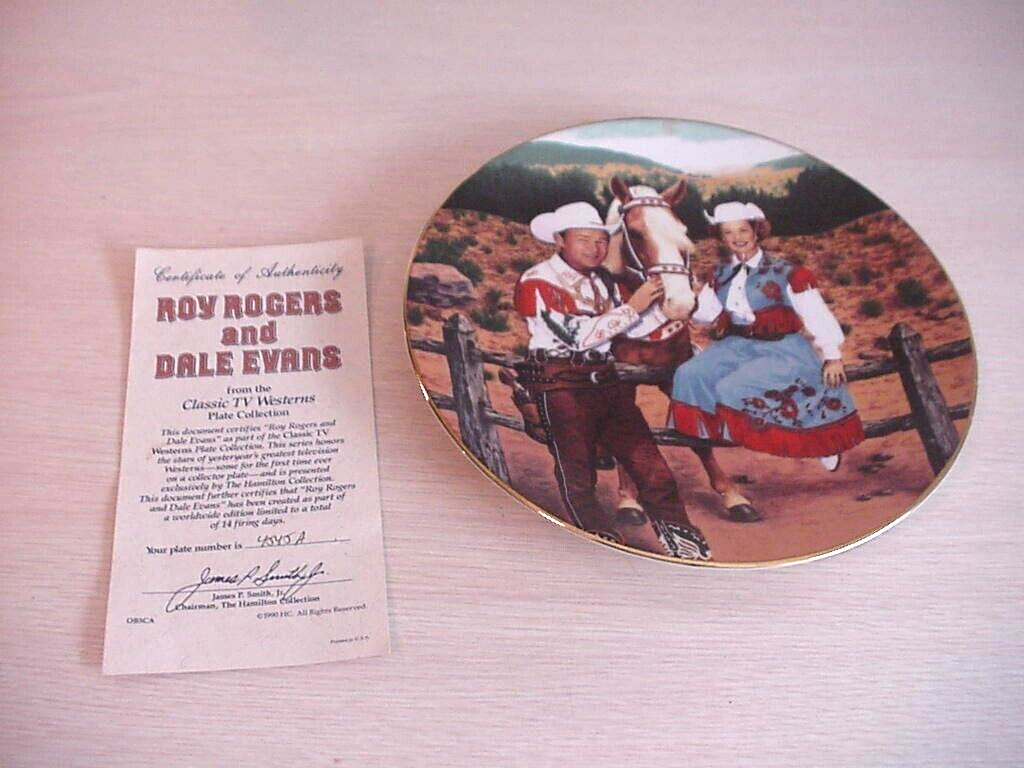 Certificate of Authenticity
ROY ROGERS
and
DALE EVANS
from the
Classic TV Westerns
Plate Collection
This document certifies "Roy Rogers and
Dale Evans" as part of the Classic TV
Westerns Plate Collection. This series honors
the stars of yesteryear's greatest television
Westerns—some for the first time ever
on a collector plate—and is presented
exclusively by The Hamilton Collection.
This document further certifies that "Roy Rogers
and Dale Evans" has been created as part of
a worldwide edition limited to a total
of 14 firing days.
Your plate number is 4545A
James P. Smith, Jr.
James P. Smith, Jr.
Chairman, The Hamilton Collection
©1990 HC. All Rights Reserved.
Printed in U.S.A.